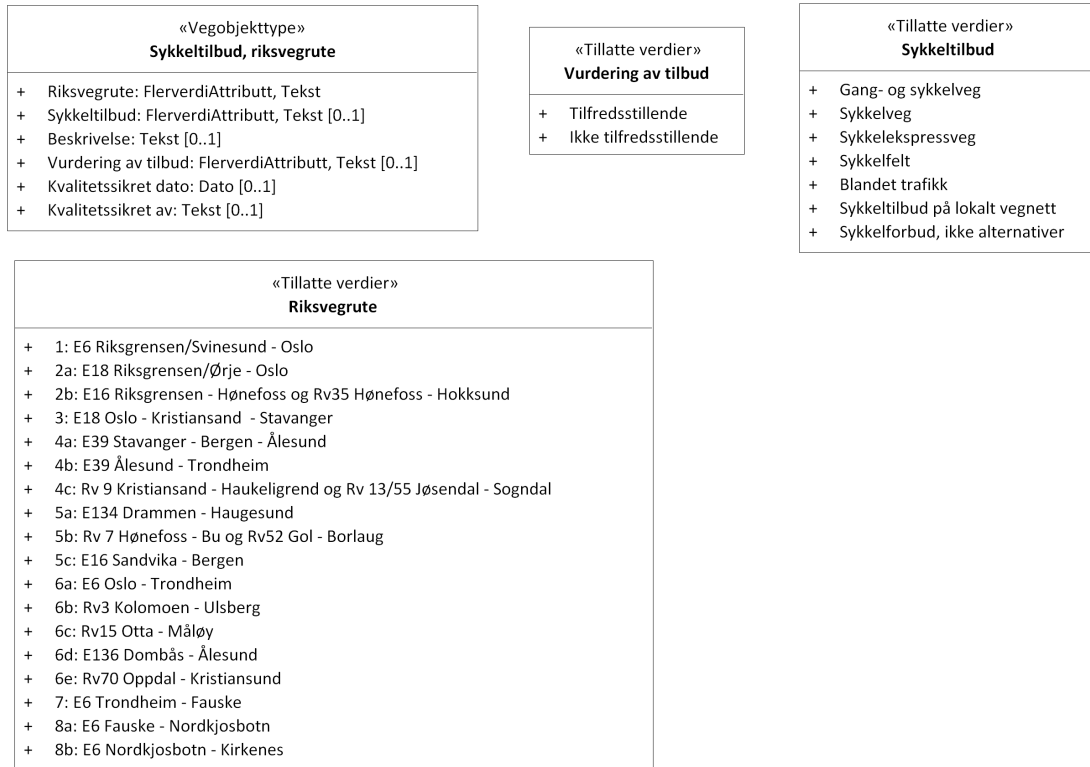 «Vegobjekttype»
Sykkeltilbud, riksvegrute
+ Riksvegrute: FlerverdiAttributt, Tekst
+ Sykkeltilbud: FlerverdiAttributt, Tekst [0..1]
+ Beskrivelse: Tekst [0..1]
+ Vurdering av tilbud: FlerverdiAttributt, Tekst [0..1]
+ Kvalitetssikret dato: Dato [0..1]
+ Kvalitetssikret av: Tekst [0..1]
«Tillatte verdier»
Vurdering av tilbud
+ Tilfredsstillende
+ Ikke tilfredsstillende
«Tillatte verdier»
Sykkeltilbud
+ Gang- og sykkelveg
+ Sykkelveg
+ Sykkelekspressveg
+ Sykkelfelt
+ Blandet trafikk
+ Sykkeltilbud på lokalt vegnett
+ Sykkelforbud, ikke alternativer
«Tillatte verdier»
Riksvegrute
+ 1: E6 Riksgrensen/Svinesund - Oslo
+ 2a: E18 Riksgrensen/Ørje - Oslo
+ 2b: E16 Riksgrensen - Hønefoss og Rv35 Hønefoss - Hokksund
+ 3: E18 Oslo - Kristiansand  - Stavanger
+ 4a: E39 Stavanger - Bergen - Ålesund
+ 4b: E39 Ålesund - Trondheim
+ 4c: Rv 9 Kristiansand - Haukeligrend og Rv 13/55 Jøsendal - Sogndal
+ 5a: E134 Drammen - Haugesund
+ 5b: Rv 7 Hønefoss - Bu og Rv52 Gol - Borlaug
+ 5c: E16 Sandvika - Bergen
+ 6a: E6 Oslo - Trondheim
+ 6b: Rv3 Kolomoen - Ulsberg
+ 6c: Rv15 Otta - Måløy
+ 6d: E136 Dombås - Ålesund
+ 6e: Rv70 Oppdal - Kristiansund
+ 7: E6 Trondheim - Fauske
+ 8a: E6 Fauske - Nordkjosbotn
+ 8b: E6 Nordkjosbotn - Kirkenes